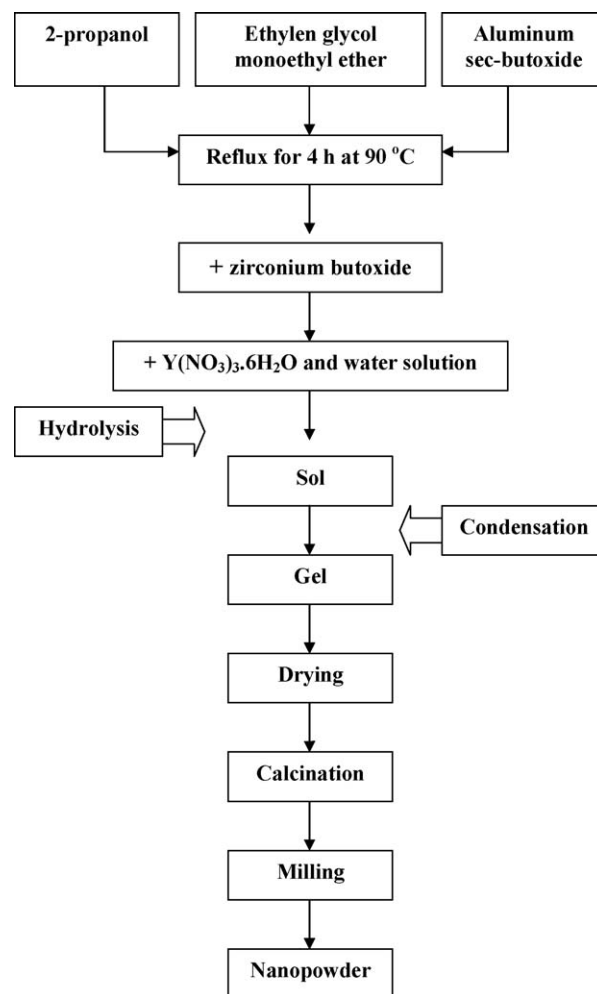 2-propanol
Ethylen glycol
monoethyl ether
Aluminum
sec-butoxide
Reflux for 4 h at 90 °C
+ zirconium butoxide
+ Y(NO₃)₃.6H₂O and water solution
Hydrolysis
Sol
Condensation
Gel
Drying
Calcination
Milling
Nanopowder